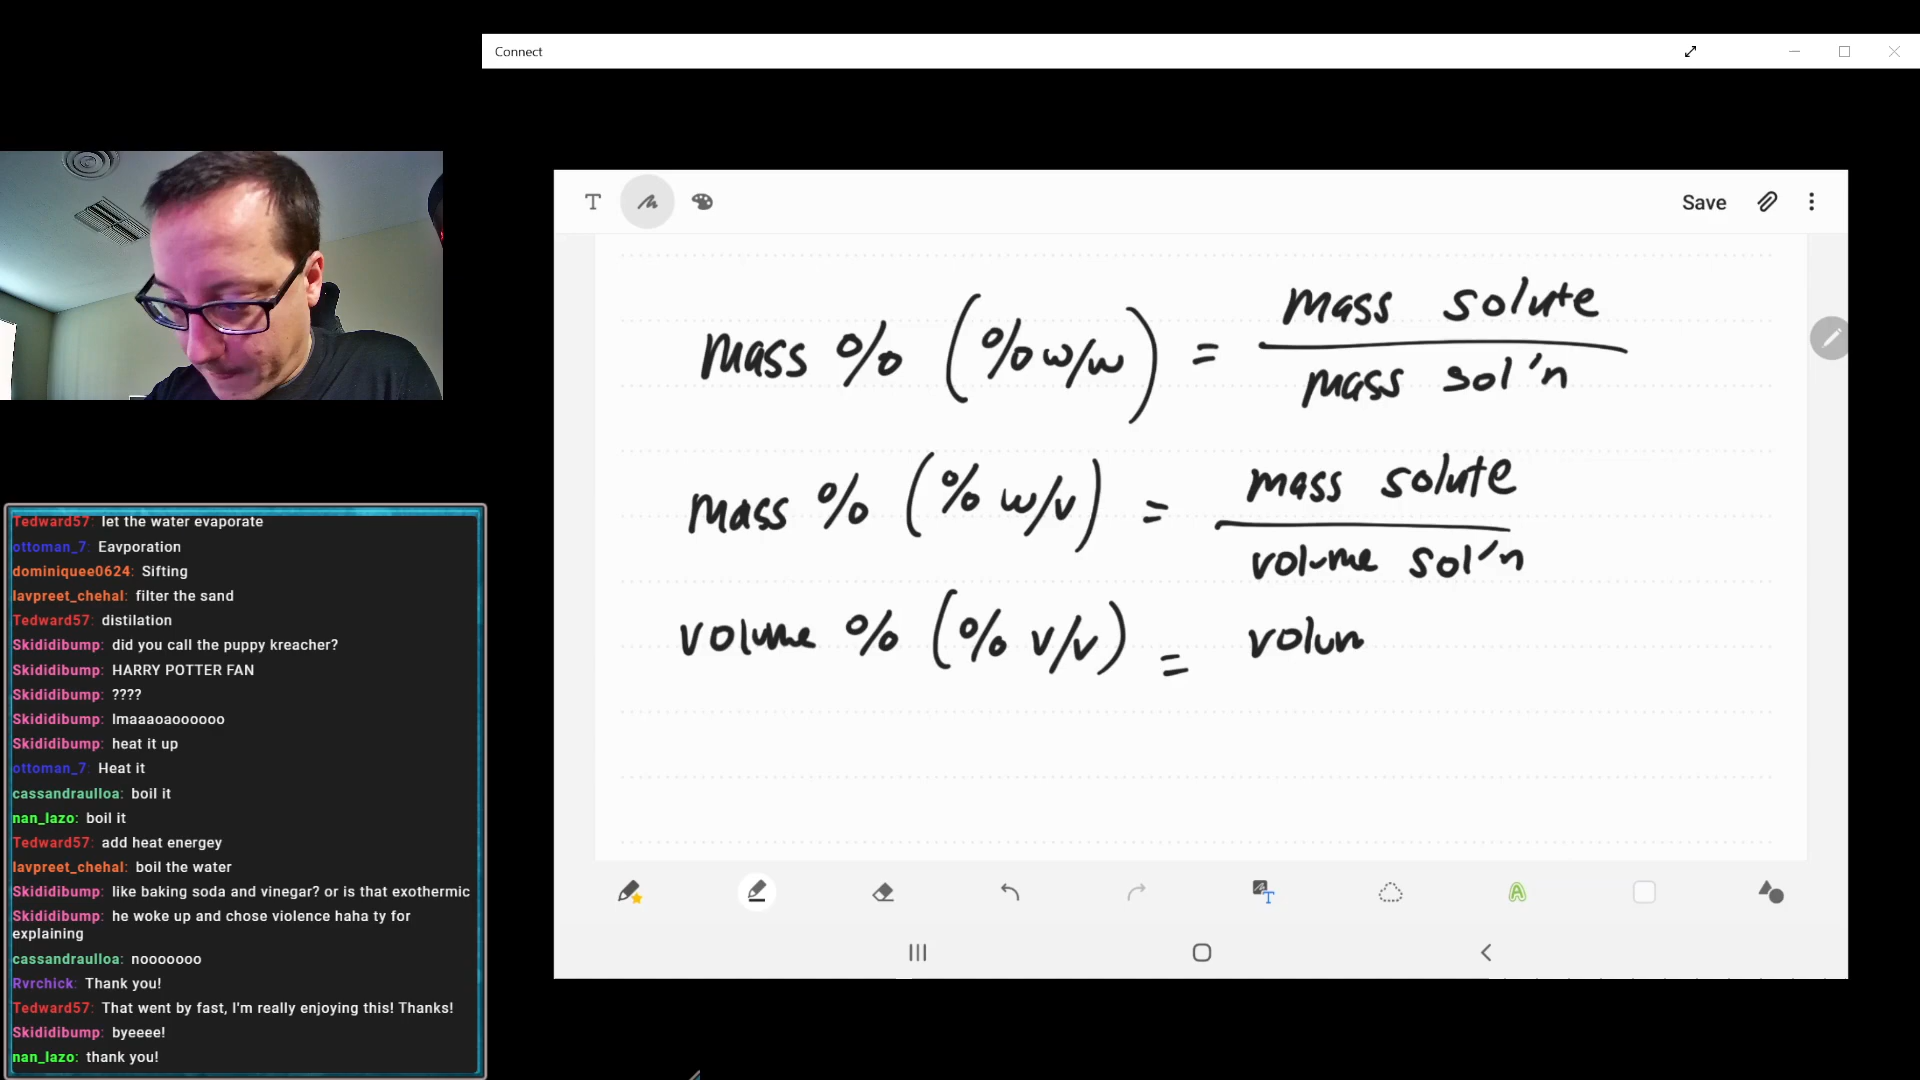 Connect
T
Save
mass % (% w/w) = mass solute
mass sol'n
mass % (% w/v) = mass solute
volume sol'n
volume % (% v/v) = volum
Tedward57: let the water evaporate
ottoman_7: Eavporation
dominiquee0624: Sifting
lavpreet_chehal: filter the sand
Tedward57: distilation
Skididibump: did you call the puppy kreacher?
Skididibump: HARRY POTTER FAN
Skididibump: ????
Skididibump: lmaaaoaoooooo
Skididibump: heat it up
ottoman_7: Heat it
cassandraulloa: boil it
nan_lazo: boil it
Tedward57: add heat energey
lavpreet_chehal: boil the water
Skididibump: like baking soda and vinegar? or is that exothermic
Skididibump: he woke up and chose violence haha ty for
explaining
cassandraulloa: nooooooo
Rvrchick: Thank you!
Tedward57: That went by fast, I'm really enjoying this! Thanks!
Skididibump: byeeee!
nan_lazo: thank you!
T
A